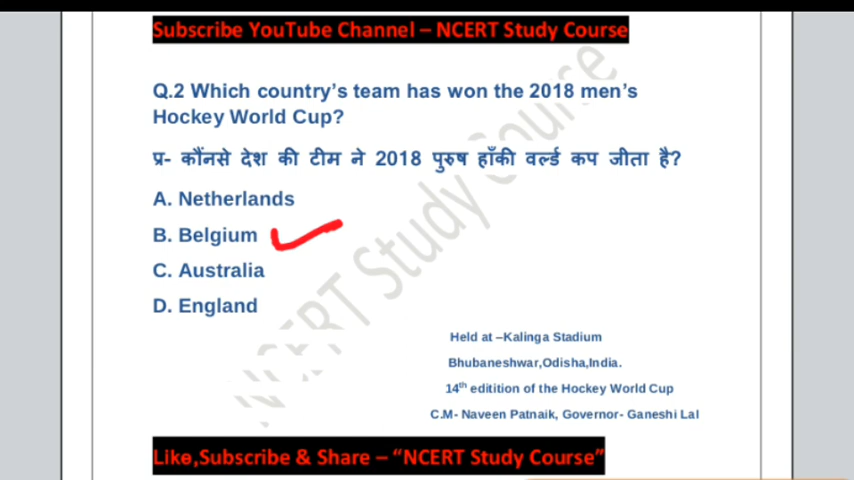 Subscribe YouTube Channel – NCERT Study Course
Q.2 Which country's team has won the 2018 men's
Hockey World Cup?
प्र- कौंनसे देश की टीम ने 2018 पुरुष हॉंकी वर्ल्ड कप जीता है?
A. Netherlands
B. Belgium
C. Australia
D. England
NCERT Study Course
Held at –Kalinga Stadium
Bhubaneshwar,Odisha,India.
14th editition of the Hockey World Cup
C.M- Naveen Patnaik, Governor- Ganeshi Lal
Like,Subscribe & Share – “NCERT Study Course”